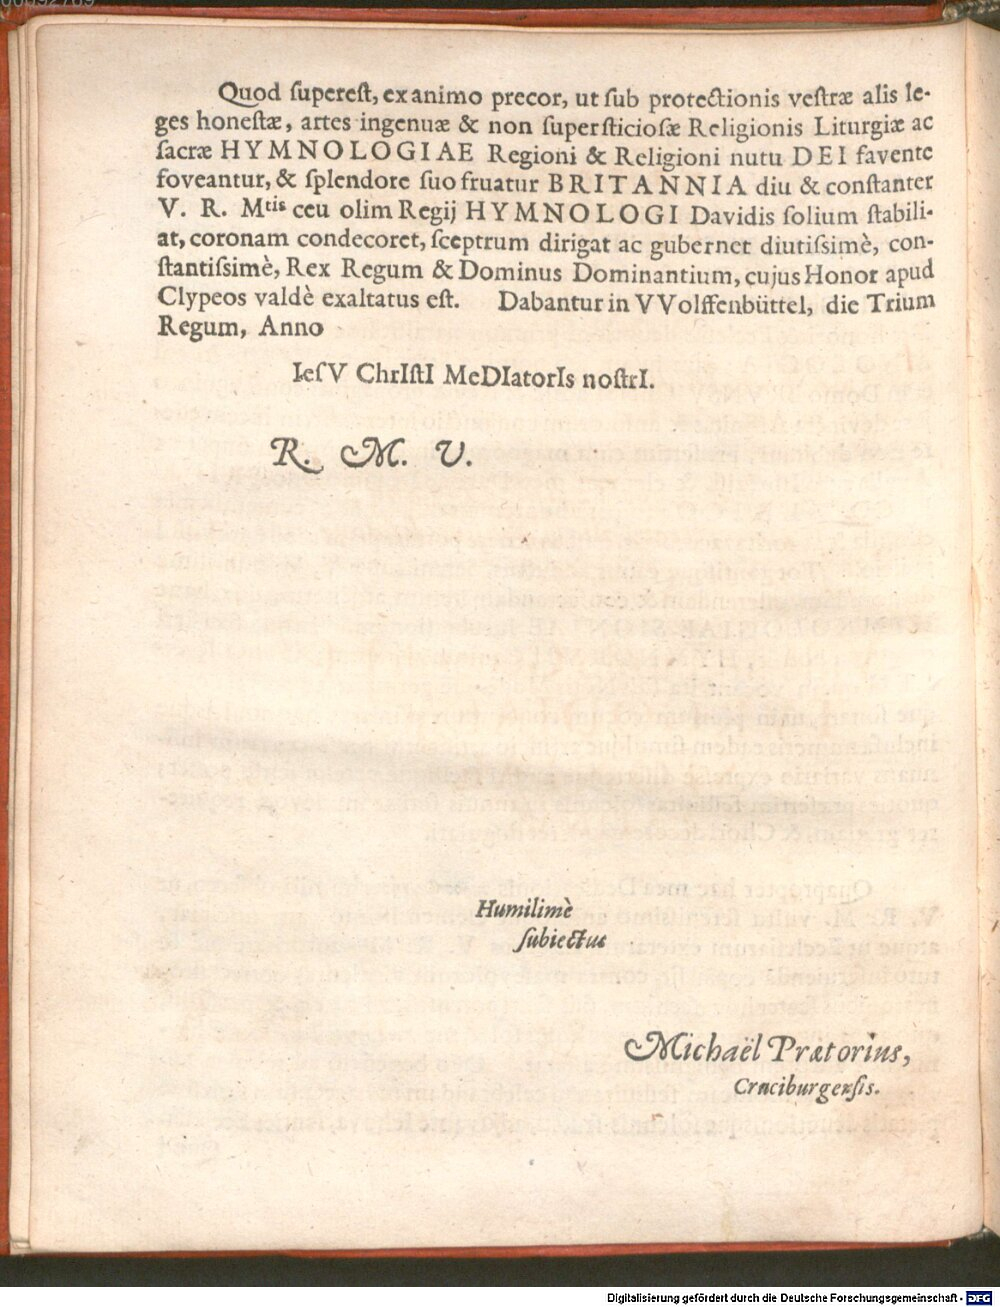 Quod ſupereſt, ex animo precor, ut ſub protectionis veſtræ alis le-
ges honeſtæ, artes ingenuæ & non ſuperſticioſæ Religionis Liturgiæ ac
ſacræ HYMNOLOGIAE Regioni & Religioni nutu DEI favente
foveantur, & ſplendore ſuo fruatur BRITANNIA diu & conſtanter
V. R. Mtis ceu olim Regij HYMNOLOGI Davidis ſolium ſtabili-
at, coronam condecoret, ſceptrum dirigat ac gubernet diutiſsimè, con-
ſtantiſsimè, Rex Regum & Dominus Dominantium, cujus Honor apud
Clypeos valdè exaltatus eſt. Dabantur in VVolffenbüttel, die Trium
Regum, Anno
IeſV ChrIſtI MeDIatorIs noſtrI.
R. M. V.
Humilimè
ſubiectus
Michaël Prætorius,
Cruciburgenſis.
Digitalisierung gefördert durch die Deutsche Forschungsgemeinschaft - DFG